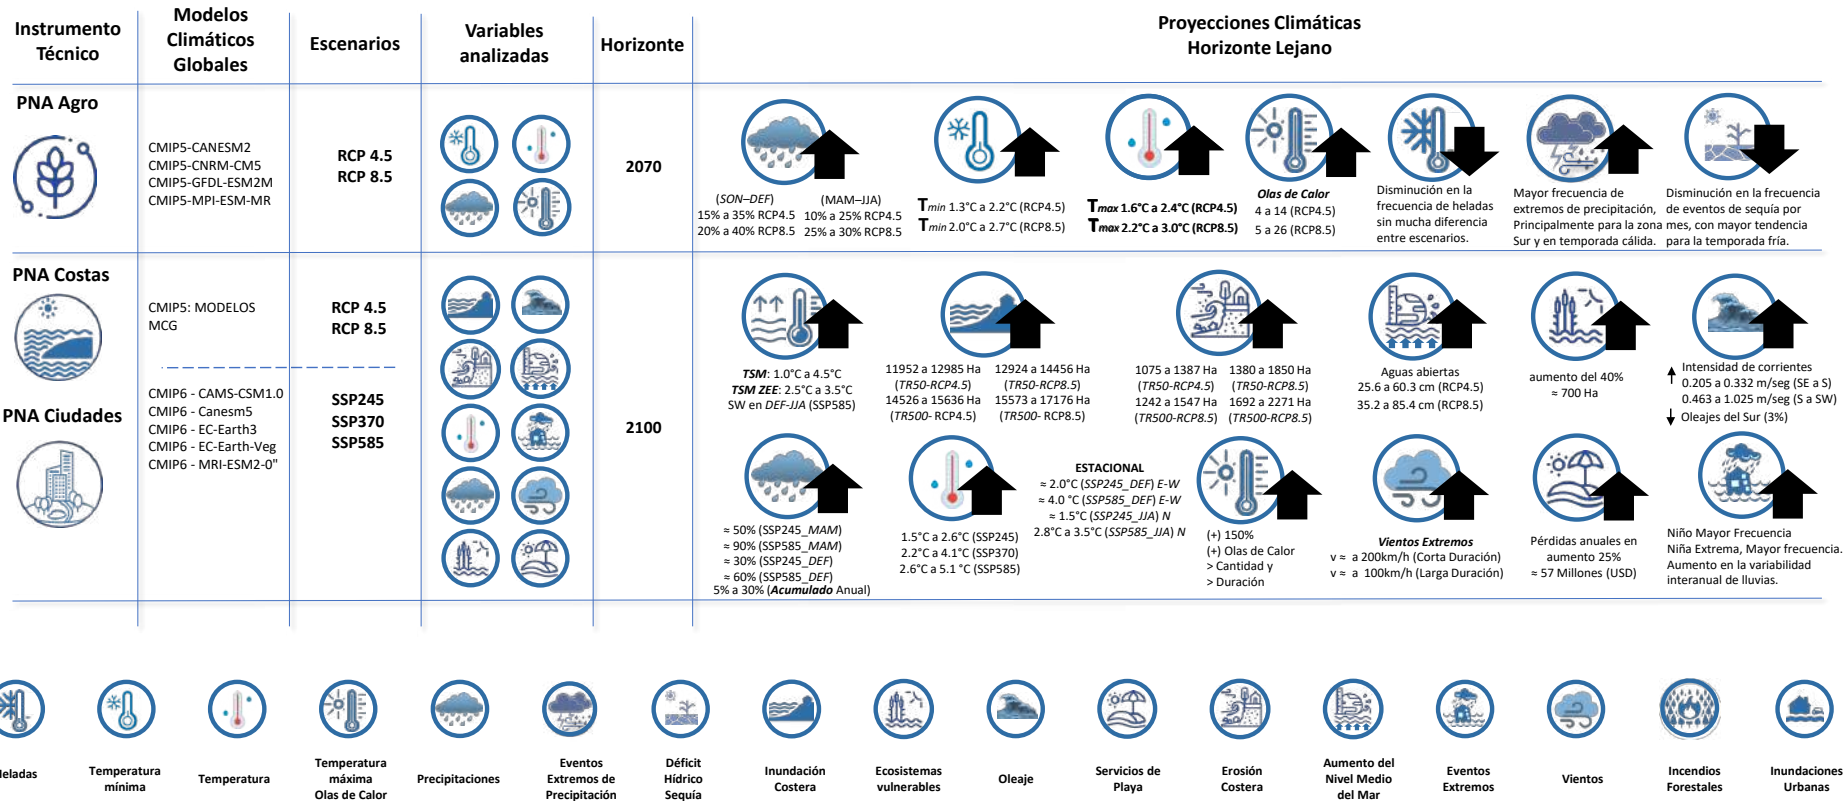 Instrumento
Técnico
Modelos
Climáticos
Globales
Escenarios
Variables
analizadas
Horizonte
Proyecciones Climáticas
Horizonte Lejano
PNA Agro
CMIP5-CANESM2
CMIP5-CNRM-CM5
CMIP5-GFDL-ESM2M
CMIP5-MPI-ESM-MR
RCP 4.5
RCP 8.5
2070
(SON–DEF)
15% a 35% RCP4.5
20% a 40% RCP8.5
(MAM–JJA)
10% a 25% RCP4.5
25% a 30% RCP8.5
Tmin 1.3°C a 2.2°C (RCP4.5)
Tmin 2.0°C a 2.7°C (RCP8.5)
Tmax 1.6°C a 2.4°C (RCP4.5)
Tmax 2.2°C a 3.0°C (RCP8.5)
Olas de Calor
4 a 14 (RCP4.5)
5 a 26 (RCP8.5)
Disminución en la
frecuencia de heladas
sin mucha diferencia
entre escenarios.
Mayor frecuencia de
extremos de precipitación,
Principalmente para la zona
Sur y en temporada cálida.
Disminución en la frecuencia
de eventos de sequía por
mes, con mayor tendencia
para la temporada fría.
PNA Costas
CMIP5: MODELOS
MCG
RCP 4.5
RCP 8.5
PNA Ciudades
CMIP6 - CAMS-CSM1.0
CMIP6 - Canesm5
CMIP6 - EC-Earth3
CMIP6 - EC-Earth-Veg
CMIP6 - MRI-ESM2-0"
SSP245
SSP370
SSP585
2100
TSM: 1.0°C a 4.5°C
TSM ZEE: 2.5°C a 3.5°C
SW en DEF-JJA (SSP585)
11952 a 12985 Ha
(TR50-RCP4.5)
14526 a 15636 Ha
(TR500- RCP4.5)
12924 a 14456 Ha
(TR50-RCP8.5)
15573 a 17176 Ha
(TR500- RCP8.5)
1075 a 1387 Ha
(TR50-RCP4.5)
1242 a 1547 Ha
(TR500-RCP4.5)
1380 a 1850 Ha
(TR50-RCP8.5)
1692 a 2271 Ha
(TR500-RCP8.5)
Aguas abiertas
25.6 a 60.3 cm (RCP4.5)
35.2 a 85.4 cm (RCP8.5)
aumento del 40%
≈ 700 Ha
Intensidad de corrientes
0.205 a 0.332 m/seg (SE a S)
0.463 a 1.025 m/seg (S a SW)
Oleajes del Sur (3%)
≈ 50% (SSP245_MAM)
≈ 90% (SSP585_MAM)
≈ 30% (SSP245_DEF)
≈ 60% (SSP585_DEF)
5% a 30% (Acumulado Anual)
1.5°C a 2.6°C (SSP245)
2.2°C a 4.1°C (SSP370)
2.6°C a 5.1 °C (SSP585)
ESTACIONAL
≈ 2.0°C (SSP245_DEF) E-W
≈ 4.0 °C (SSP585_DEF) E-W
≈ 1.5°C (SSP245_JJA) N
2.8°C a 3.5°C (SSP585_JJA) N
(+) 150%
(+) Olas de Calor
> Cantidad y
> Duración
Vientos Extremos
v ≈ a 200km/h (Corta Duración)
v ≈ a 100km/h (Larga Duración)
Pérdidas anuales en
aumento 25%
≈ 57 Millones (USD)
Niño Mayor Frecuencia
Niña Extrema, Mayor frecuencia.
Aumento en la variabilidad
interanual de lluvias.
Heladas
Temperatura
mínima
Temperatura
Temperatura
máxima
Olas de Calor
Precipitaciones
Eventos
Extremos de
Precipitación
Déficit
Hídrico
Sequía
Inundación
Costera
Ecosistemas
vulnerables
Oleaje
Servicios de
Playa
Erosión
Costera
Aumento del
Nivel Medio
del Mar
Eventos
Extremos
Vientos
Incendios
Forestales
Inundaciones
Urbanas